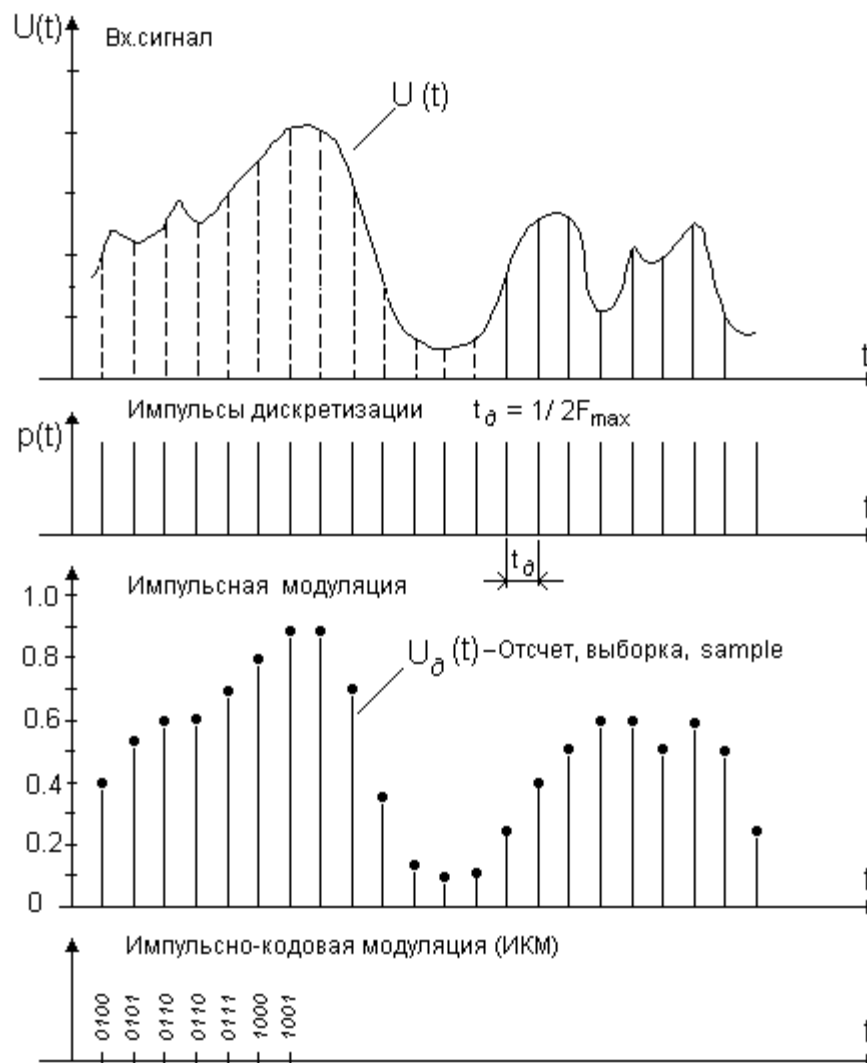 U(t)
Вх.сигнал
U (t)
t
Импульсы дискретизации t∂ = 1/ 2Fmax
p(t)
t
t∂
Импульсная модуляция
1.0
U∂ (t) – Отсчет, выборка, sample
0.8
0.6
0.4
0.2
0
t
Импульсно-кодовая модуляция (ИКМ)
0100
0101
0110
0110
0111
1000
1001
t